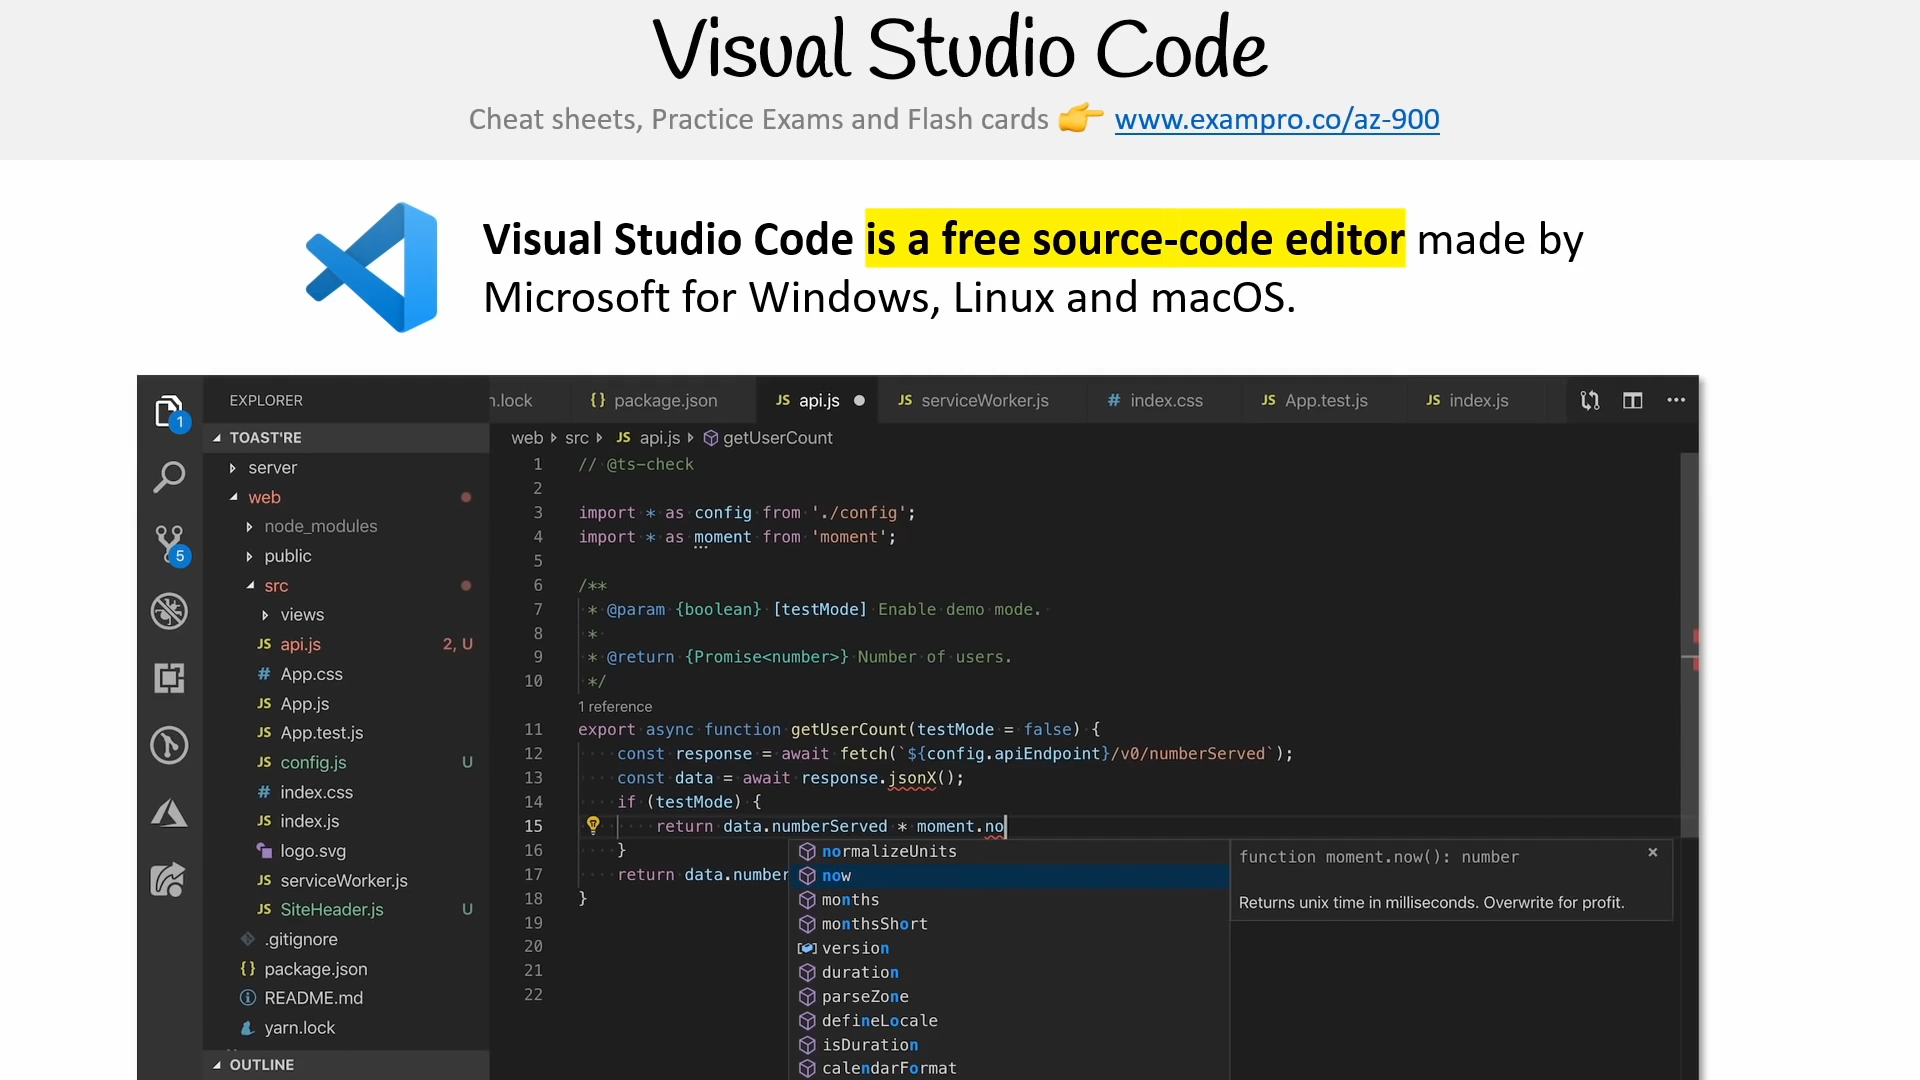 Visual Studio Code
Cheat sheets, Practice Exams and Flash cards 👉 www.exampro.co/az-900
Visual Studio Code is a free source-code editor made by
Microsoft for Windows, Linux and macOS.
EXPLORER
n.lock
{} package.json
JS api.js
JS serviceWorker.js
# index.css
JS App.test.js
JS index.js
1
5
TOAST'RE
server
web
node_modules
public
src
views
JS api.js 2, U
# App.css
JS App.js
JS App.test.js
JS config.js U
# index.css
JS index.js
logo.svg
JS serviceWorker.js
JS SiteHeader.js U
.gitignore
{} package.json
README.md
yarn.lock
OUTLINE
web src JS api.js getUserCount
1 // @ts-check
2
3 import * as config from './config';
4 import * as moment from 'moment';
5
6 /**
7 * @param {boolean} [testMode] Enable demo mode.
8 *
9 * @return {Promise<number>} Number of users.
10 */
1 reference
11 export async function getUserCount(testMode = false) {
12 const response = await fetch(`${config.apiEndpoint}/v0/numberServed`);
13 const data = await response.jsonX();
14 if (testMode) {
15 return data.numberServed * moment.no
16 }
17 return data.number
18 }
19
20
21
22
normalizeUnits
now
months
monthsShort
version
duration
parseZone
defineLocale
isDuration
calendarFormat
function moment.now(): number
Returns unix time in milliseconds. Overwrite for profit.